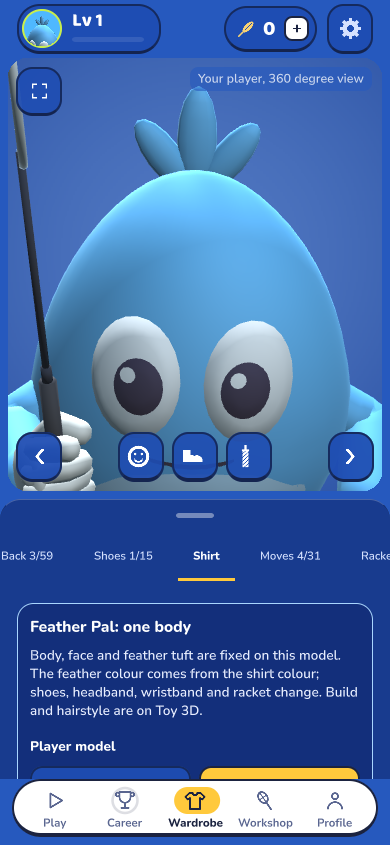 Lv 1
0
+
Your player, 360 degree view
Back 3/59
Shoes 1/15
Shirt
Moves 4/31
Racke
Feather Pal: one body
Body, face and feather tuft are fixed on this model.
The feather colour comes from the shirt colour;
shoes, headband, wristband and racket change. Build
and hairstyle are on Toy 3D.
Player model
Play
Career
Wardrobe
Workshop
Profile